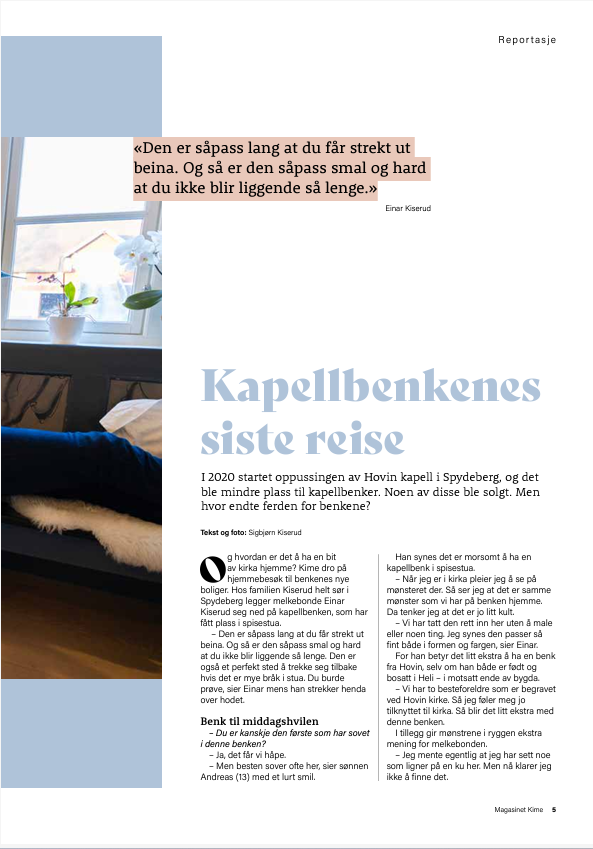 Reportasje
«Den er såpass lang at du får strekt ut
beina. Og så er den såpass smal og hard
at du ikke blir liggende så lenge.»
Einar Kiserud
Kapellbenkenes
siste reise
I 2020 startet oppussingen av Hovin kapell i Spydeberg, og det
ble mindre plass til kapellbenker. Noen av disse ble solgt. Men
hvor endte ferden for benkene?
Tekst og foto: Sigbjørn Kiserud
Og hvordan er det å ha en bit
av kirka hjemme? Kime dro på
hjemmebesøk til benkenes nye
boliger. Hos familien Kiserud helt sør i
Spydeberg legger melkebonde Einar
Kiserud seg ned på kapellbenken, som har
fått plass i spisestua.
– Den er såpass lang at du får strekt ut
beina. Og så er den såpass smal og hard
at du ikke blir liggende så lenge. Den er
også et perfekt sted å trekke seg tilbake
hvis det er mye bråk i stua. Du burde
prøve, sier Einar mens han strekker henda
over hodet.
Benk til middagshvilen
– Du er kanskje den første som har sovet
i denne benken?
– Ja, det får vi håpe.
– Men besten sover ofte her, sier sønnen
Andreas (13) med et lurt smil.
Han synes det er morsomt å ha en
kapellbenk i spisestua.
– Når jeg er i kirka pleier jeg å se på
mønsteret der. Så ser jeg at det er samme
mønster som vi har på benken hjemme.
Da tenker jeg at det er jo litt kult.
– Vi har tatt den rett inn her uten å male
eller noen ting. Jeg synes den passer så
fint både i formen og fargen, sier Einar.
For han betyr det litt ekstra å ha en benk
fra Hovin, selv om han både er født og
bosatt i Heli – i motsatt ende av bygda.
– Vi har to besteforeldre som er begravet
ved Hovin kirke. Så jeg føler meg jo
tilknyttet til kirka. Så blir det litt ekstra med
denne benken.
I tillegg gir mønstrene i ryggen ekstra
mening for melkebonden.
– Jeg mente egentlig at jeg har sett noe
som ligner på en ku her. Men nå klarer jeg
ikke å finne det.
Magasinet Kime 5